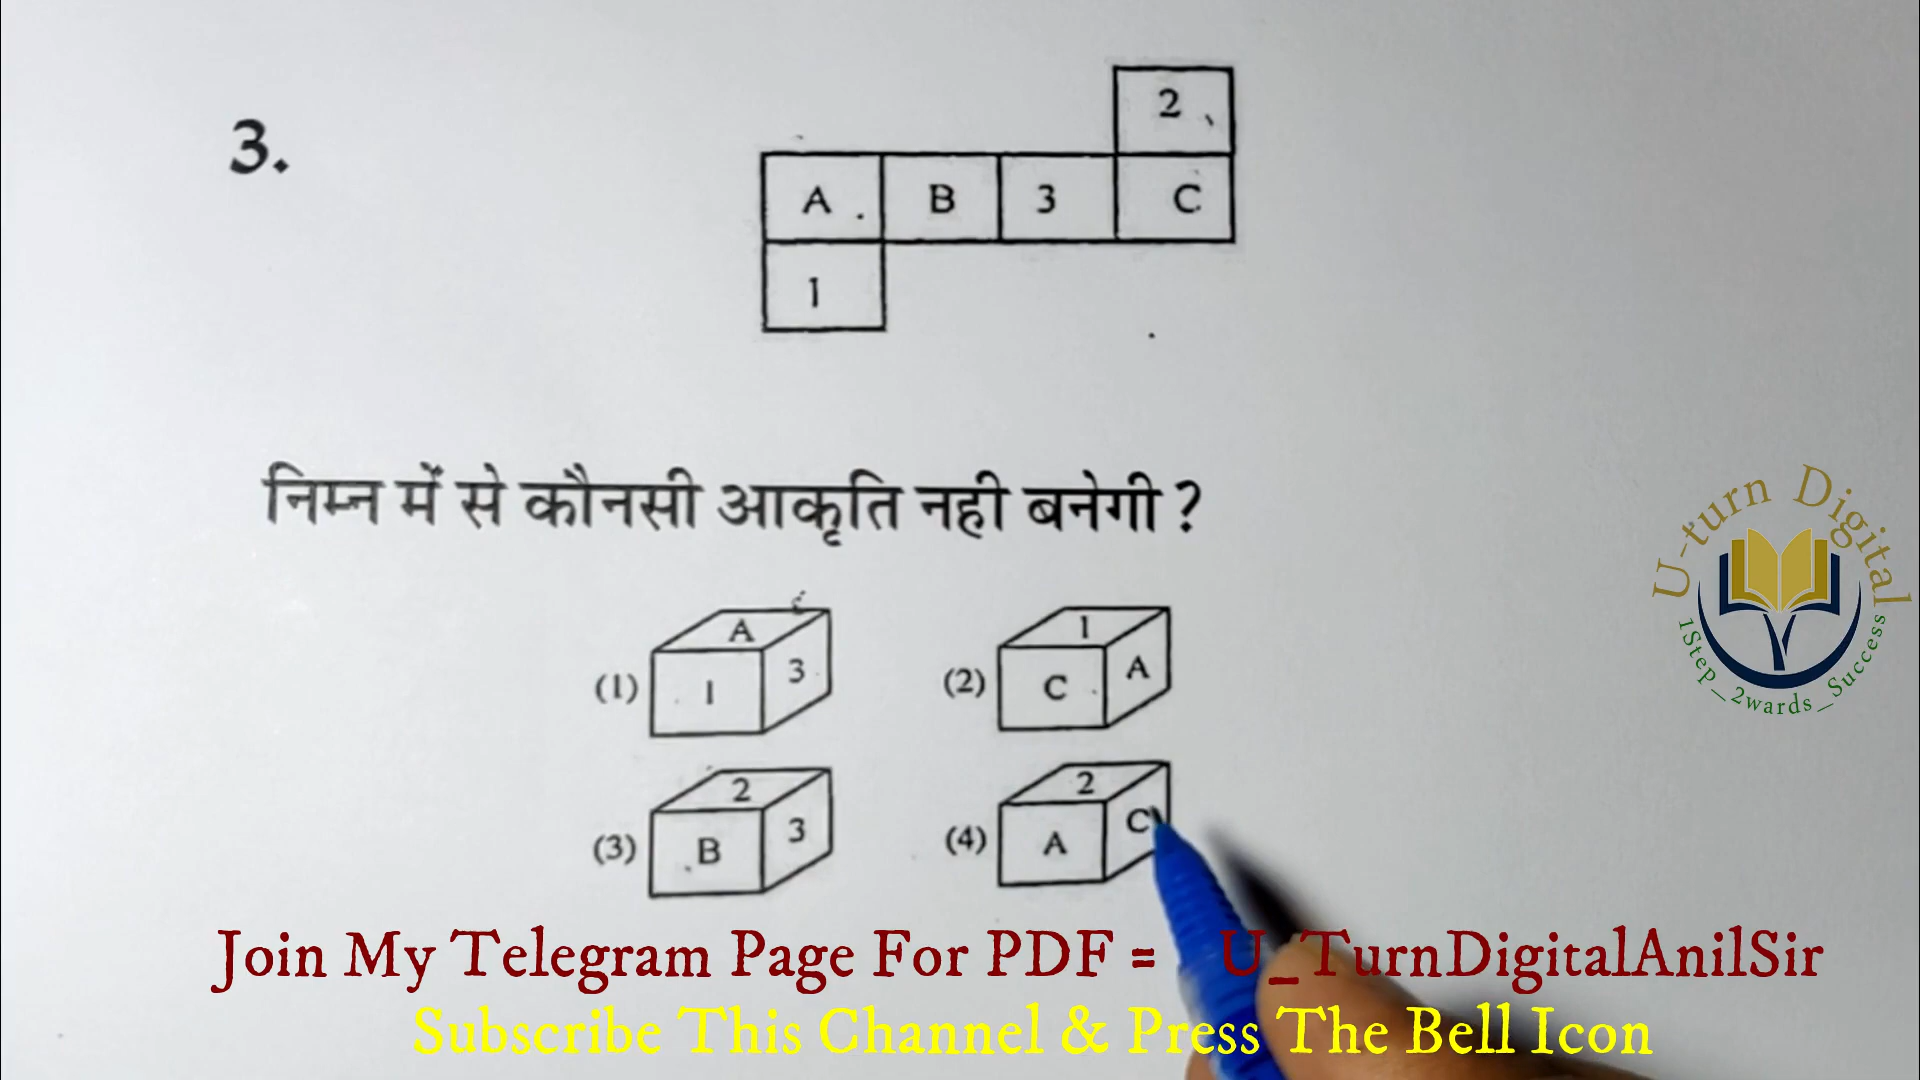 3.
2
A B 3 C
1
निम्न में से कौनसी आकृति नही बनेगी ?
(1) A 1 3
(2) 1 C A
(3) 2 B 3
(4) 2 A C
U-turn Digital
1Step_2wards_Success
Join My Telegram Page For PDF = U_TurnDigitalAnilSir
Subscribe This Channel & Press The Bell Icon